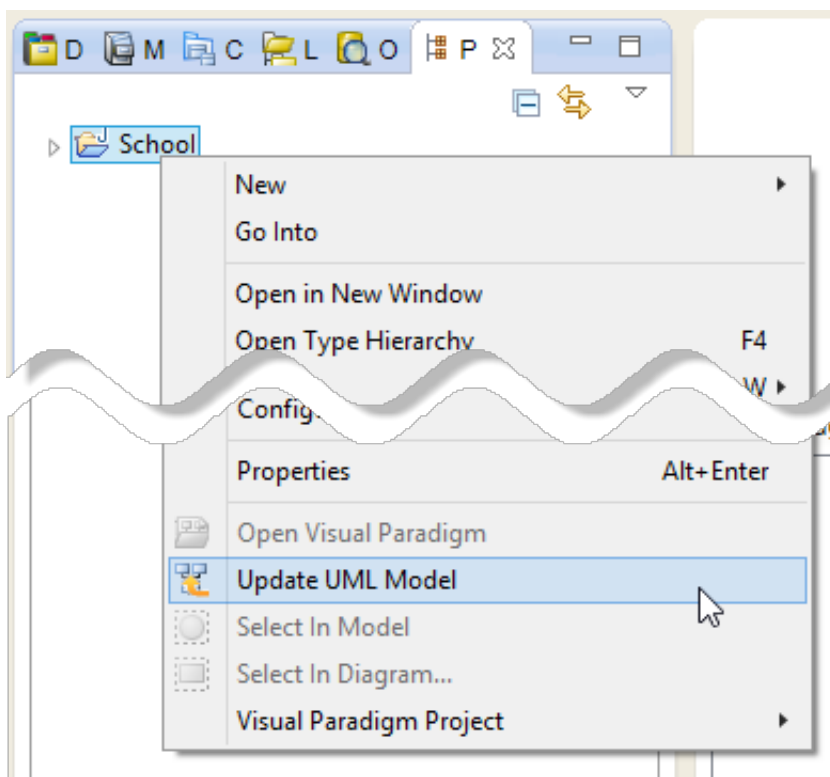 D M C L O P
School
New
Go Into
Open in New Window
Open Type Hierarchy F4
W
Config
Properties Alt+Enter
Open Visual Paradigm
Update UML Model
Select In Model
Select In Diagram...
Visual Paradigm Project